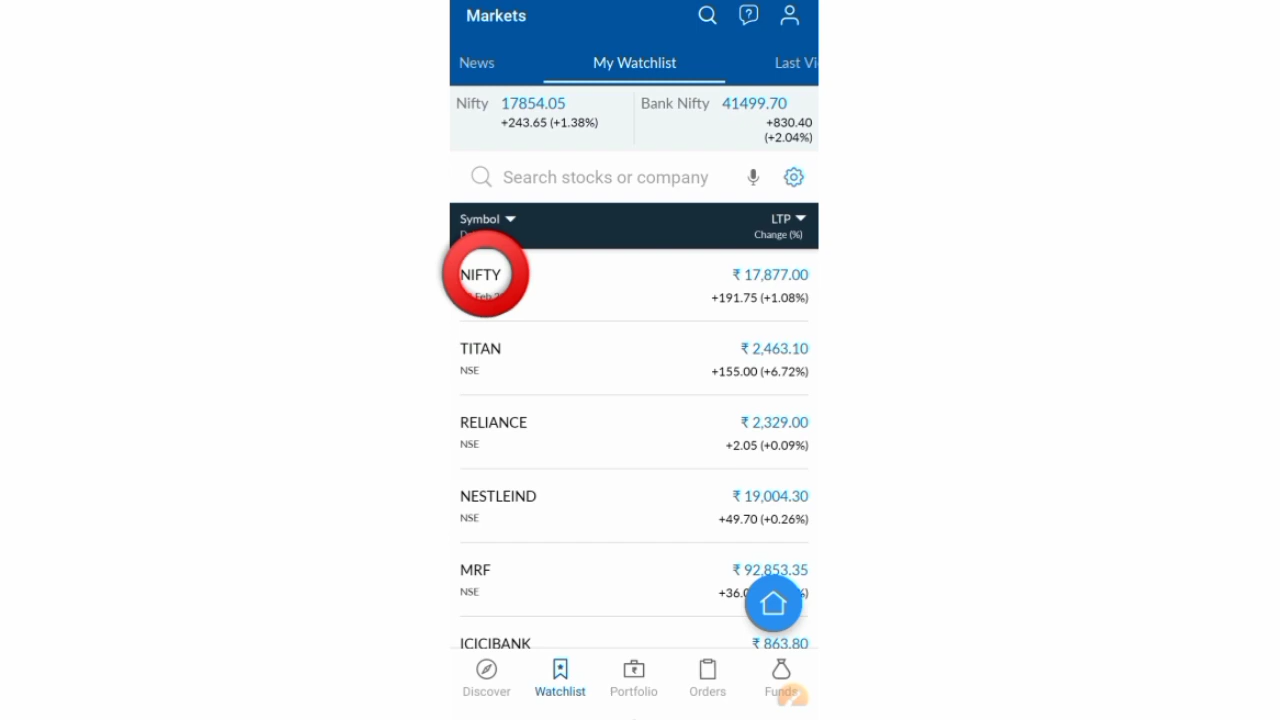 Markets
News My Watchlist Last Vi
Nifty 17854.05 Bank Nifty 41499.70
+243.65 (+1.38%) +830.40
(+2.04%)
Search stocks or company
Symbol LTP
Change (%)
NIFTY ₹ 17,877.00
Feb +191.75 (+1.08%)
TITAN ₹ 2,463.10
NSE +155.00 (+6.72%)
RELIANCE ₹ 2,329.00
NSE +2.05 (+0.09%)
NESTLEIND ₹ 19,004.30
NSE +49.70 (+0.26%)
MRF ₹ 92,853.35
NSE
ICICIBANK ₹ 863.80
Discover Watchlist Portfolio Orders Funds